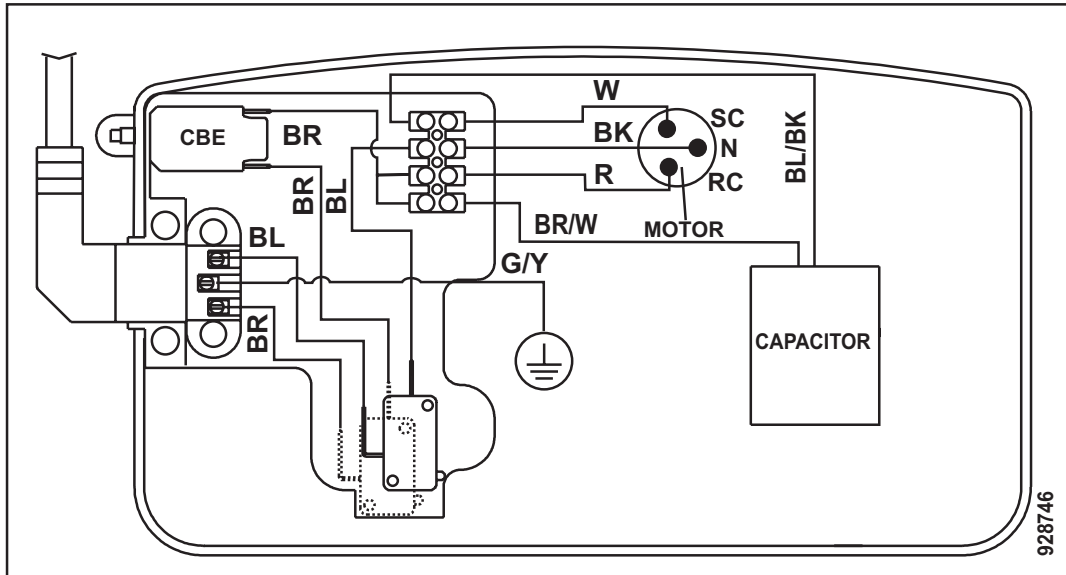 W
SC
CBE
BR
BK
N
BL/BK
R
RC
BR
BL
BR/W
MOTOR
BL
G/Y
BR
CAPACITOR
928746